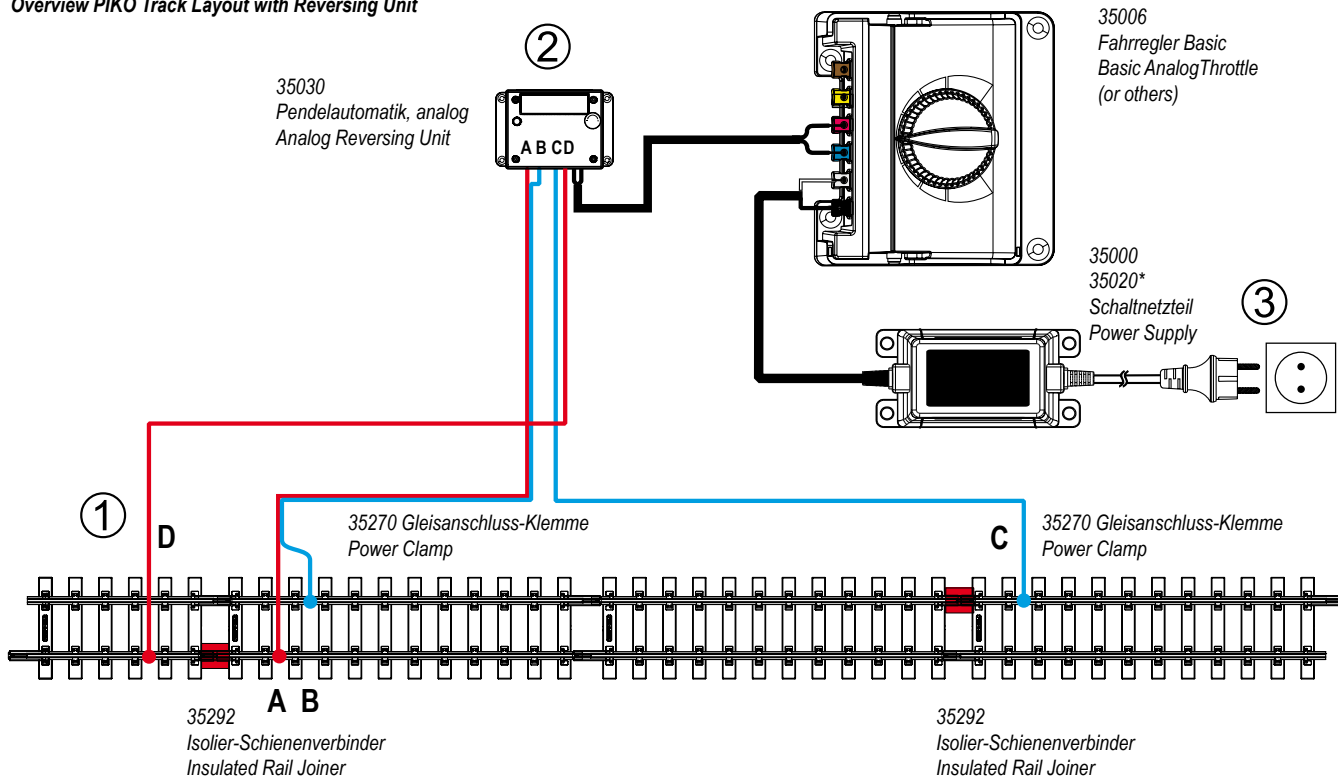 Overview PIKO Track Layout with Reversing Unit
2
35030
Pendelautomatik, analog
Analog Reversing Unit
A B CD
35006
Fahrregler Basic
Basic AnalogThrottle
(or others)
35000
35020*
Schaltnetzteil
Power Supply
3
1
D
35270 Gleisanschluss-Klemme
Power Clamp
C
35270 Gleisanschluss-Klemme
Power Clamp
A B
35292
Isolier-Schienenverbinder
Insulated Rail Joiner
35292
Isolier-Schienenverbinder
Insulated Rail Joiner